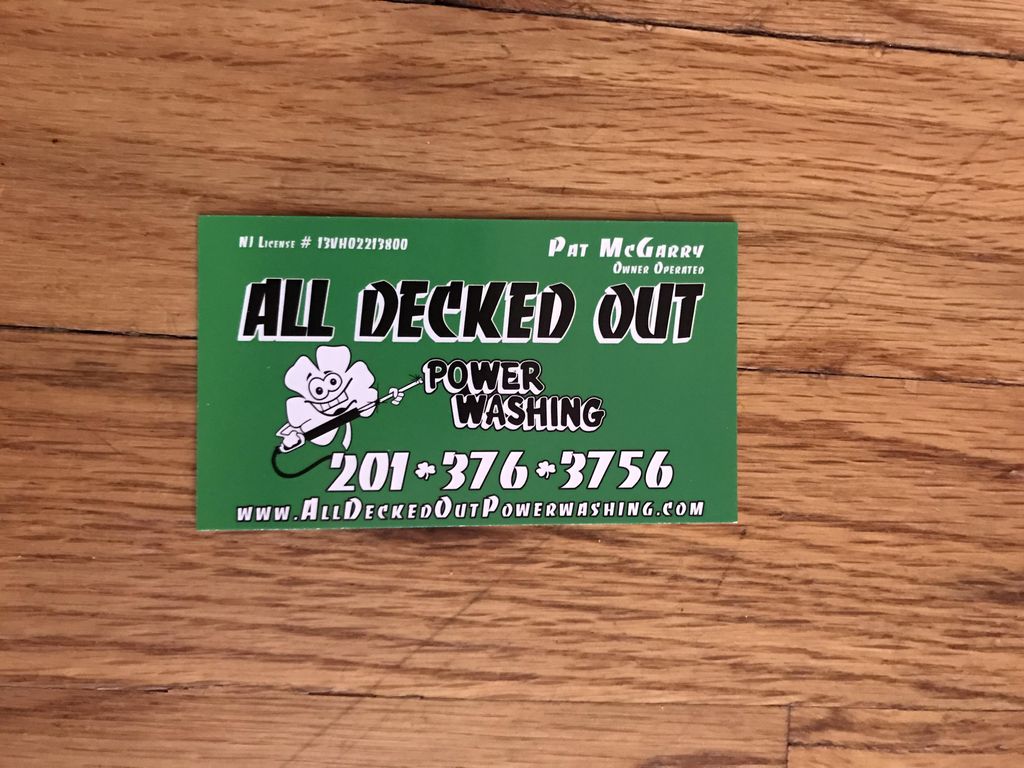 NJ License # 13VH02213800
Pat McGarry
Owner Operated
ALL DECKED OUT
POWER
WASHING
201 376 3756
www.AllDeckedOutPowerwashing.com